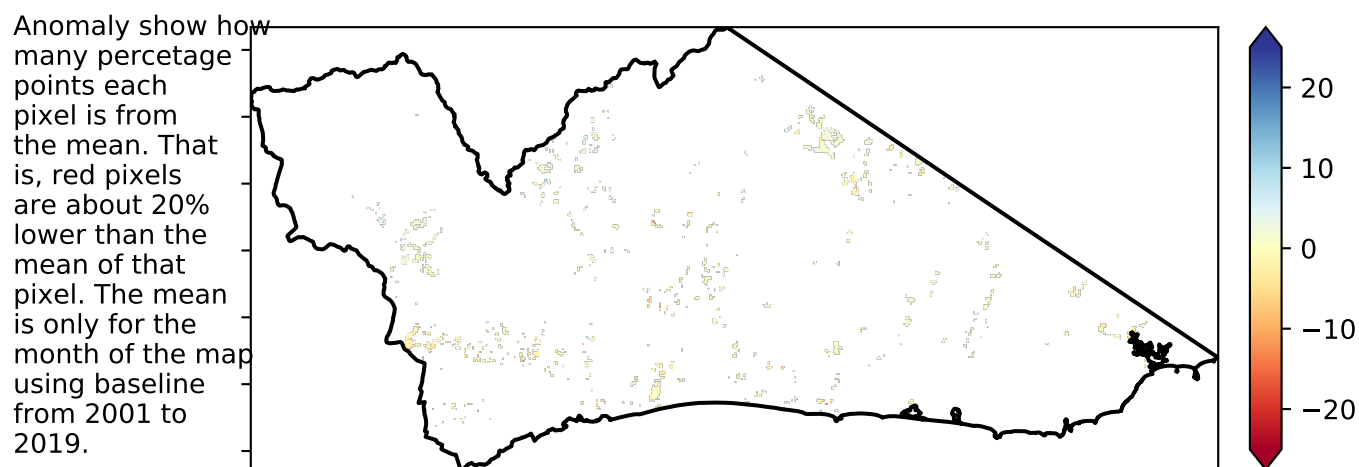 Anomaly show how
many percetage
points each
pixel is from
the mean. That
is, red pixels
are about 20%
lower than the
mean of that
pixel. The mean
is only for the
month of the map
using baseline
from 2001 to
2019.
20
10
0
−10
−20